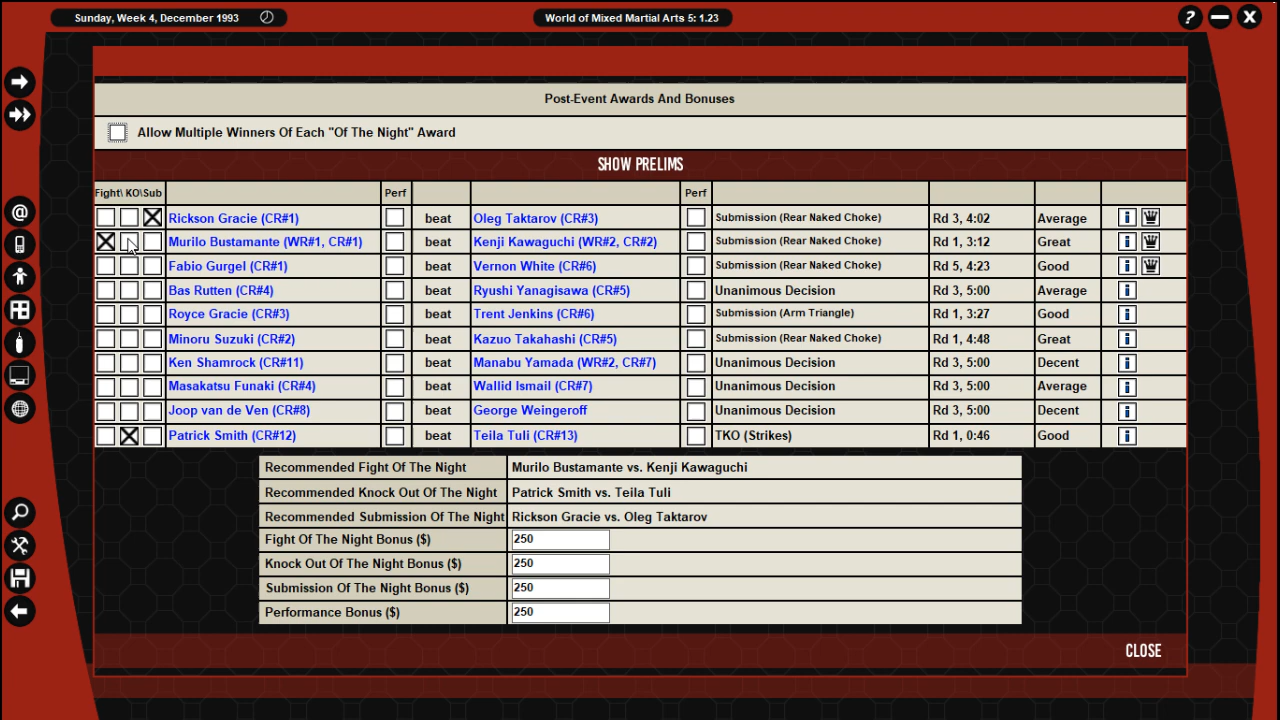 Sunday, Week 4, December 1993 World of Mixed Martial Arts 5: 1.23 ?
Post-Event Awards And Bonuses
Allow Multiple Winners Of Each "Of The Night" Award
SHOW PRELIMS
Fight\ KO\Sub Perf Perf
Rickson Gracie (CR#1) beat Oleg Taktarov (CR#3) Submission (Rear Naked Choke) Rd 3, 4:02 Average i
Murilo Bustamante (WR#1, CR#1) beat Kenji Kawaguchi (WR#2, CR#2) Submission (Rear Naked Choke) Rd 1, 3:12 Great i
Fabio Gurgel (CR#1) beat Vernon White (CR#6) Submission (Rear Naked Choke) Rd 5, 4:23 Good i
Bas Rutten (CR#4) beat Ryushi Yanagisawa (CR#5) Unanimous Decision Rd 3, 5:00 Average i
Royce Gracie (CR#3) beat Trent Jenkins (CR#6) Submission (Arm Triangle) Rd 1, 3:27 Good i
Minoru Suzuki (CR#2) beat Kazuo Takahashi (CR#5) Submission (Rear Naked Choke) Rd 1, 4:48 Great i
Ken Shamrock (CR#11) beat Manabu Yamada (WR#2, CR#7) Unanimous Decision Rd 3, 5:00 Decent i
Masakatsu Funaki (CR#4) beat Wallid Ismail (CR#7) Unanimous Decision Rd 3, 5:00 Average i
Joop van de Ven (CR#8) beat George Weingeroff Unanimous Decision Rd 3, 5:00 Decent i
Patrick Smith (CR#12) beat Teila Tuli (CR#13) TKO (Strikes) Rd 1, 0:46 Good i
Recommended Fight Of The Night Murilo Bustamante vs. Kenji Kawaguchi
Recommended Knock Out Of The Night Patrick Smith vs. Teila Tuli
Recommended Submission Of The Night Rickson Gracie vs. Oleg Taktarov
Fight Of The Night Bonus ($) 250
Knock Out Of The Night Bonus ($) 250
Submission Of The Night Bonus ($) 250
Performance Bonus ($) 250
CLOSE